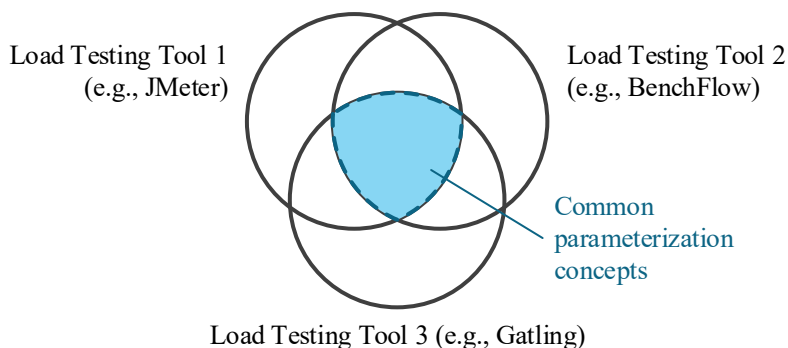 Load Testing Tool 1
(e.g., JMeter)
Load Testing Tool 2
(e.g., BenchFlow)
Common
parameterization
concepts
Load Testing Tool 3 (e.g., Gatling)